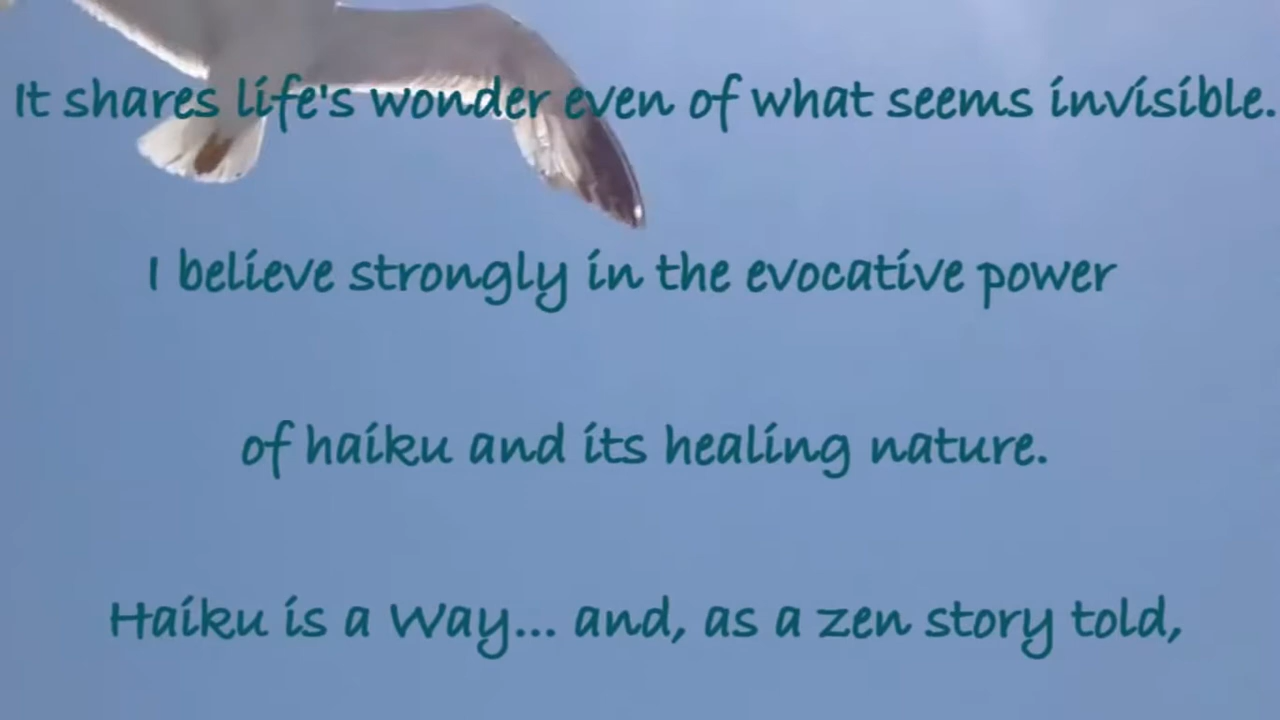 It shares life's wonder even of what seems invisible.
I believe strongly in the evocative power
of haiku and its healing nature.
Haiku is a Way... and, as a zen story told,